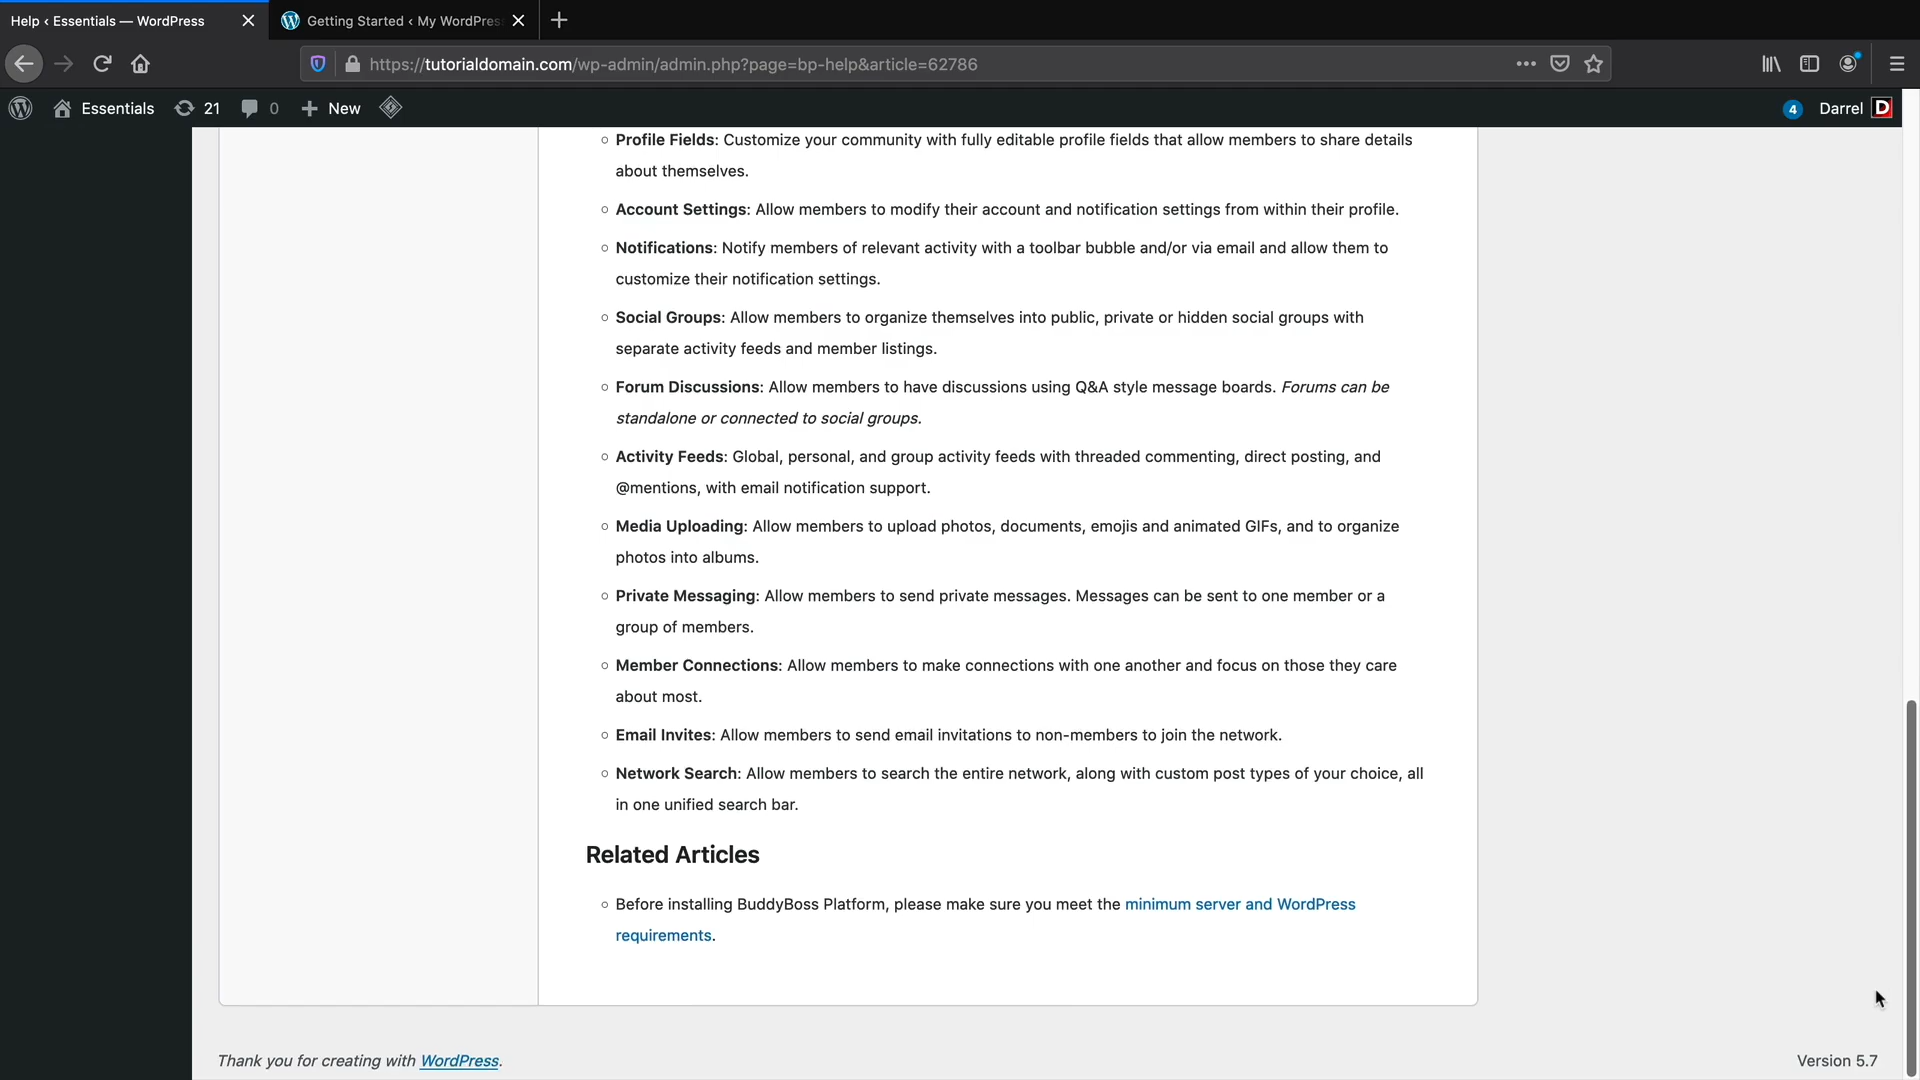 Help ‹ Essentials — WordPress
Getting Started ‹ My WordPres
https://tutorialdomain.com/wp-admin/admin.php?page=bp-help&article=62786
Essentials 21 0 New
4 Darrel D
Profile Fields: Customize your community with fully editable profile fields that allow members to share details
about themselves.
Account Settings: Allow members to modify their account and notification settings from within their profile.
Notifications: Notify members of relevant activity with a toolbar bubble and/or via email and allow them to
customize their notification settings.
Social Groups: Allow members to organize themselves into public, private or hidden social groups with
separate activity feeds and member listings.
Forum Discussions: Allow members to have discussions using Q&A style message boards. Forums can be
standalone or connected to social groups.
Activity Feeds: Global, personal, and group activity feeds with threaded commenting, direct posting, and
@mentions, with email notification support.
Media Uploading: Allow members to upload photos, documents, emojis and animated GIFs, and to organize
photos into albums.
Private Messaging: Allow members to send private messages. Messages can be sent to one member or a
group of members.
Member Connections: Allow members to make connections with one another and focus on those they care
about most.
Email Invites: Allow members to send email invitations to non-members to join the network.
Network Search: Allow members to search the entire network, along with custom post types of your choice, all
in one unified search bar.
Related Articles
Before installing BuddyBoss Platform, please make sure you meet the minimum server and WordPress
requirements.
Thank you for creating with WordPress.
Version 5.7